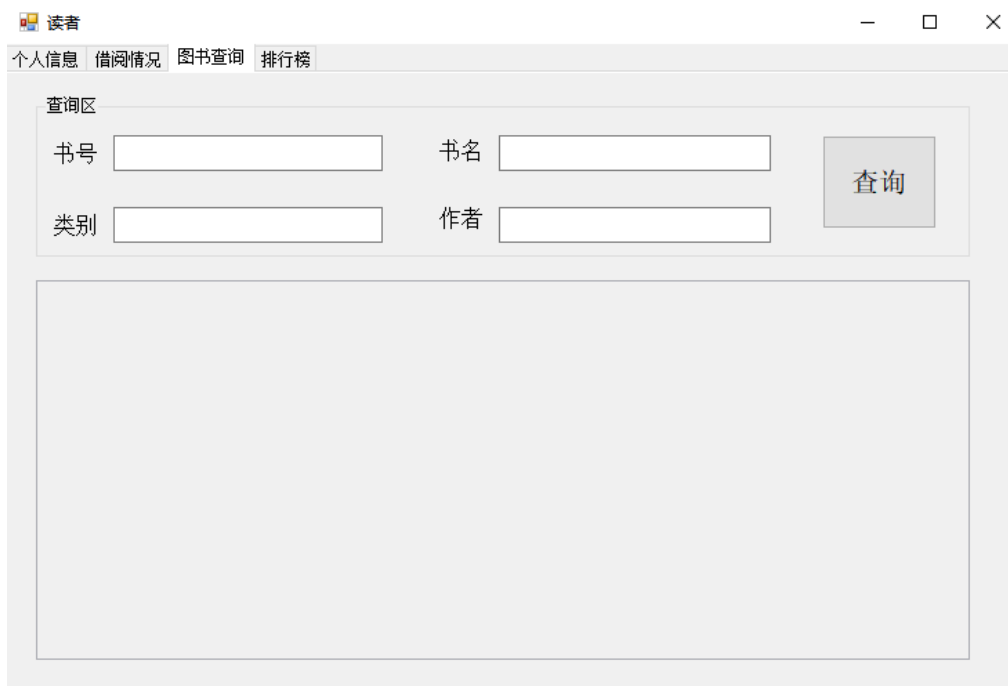 读者
个人信息 借阅情况 图书查询 排行榜
查询区
书号 书名
查询
类别 作者